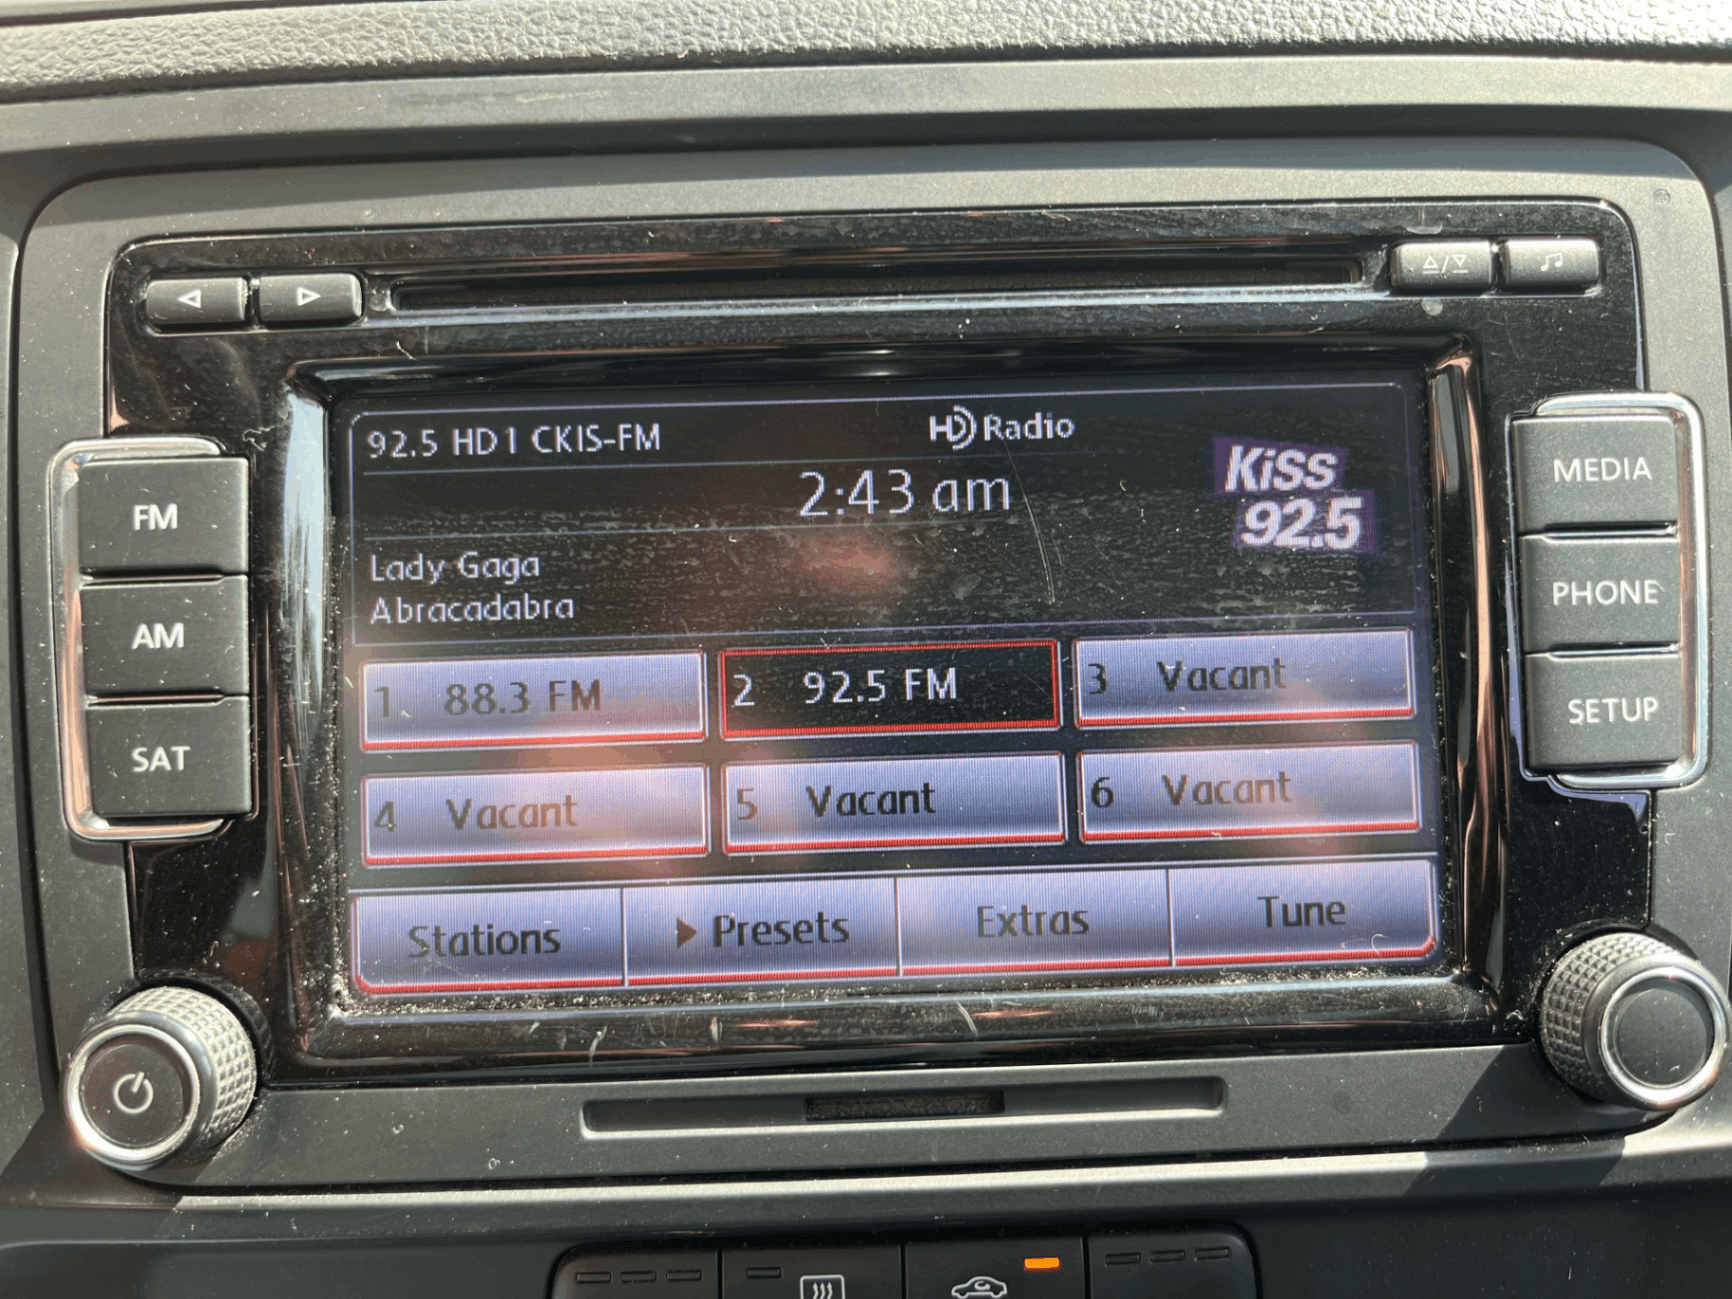 92.5 HD1 CKIS-FM
HD Radio
2:43 am
KiSS
92.5
Lady Gaga
Abracadabra
FM
AM
SAT
MEDIA
PHONE
SETUP
1 88.3 FM
2 92.5 FM
3 Vacant
4 Vacant
5 Vacant
6 Vacant
Stations
Presets
Extras
Tune